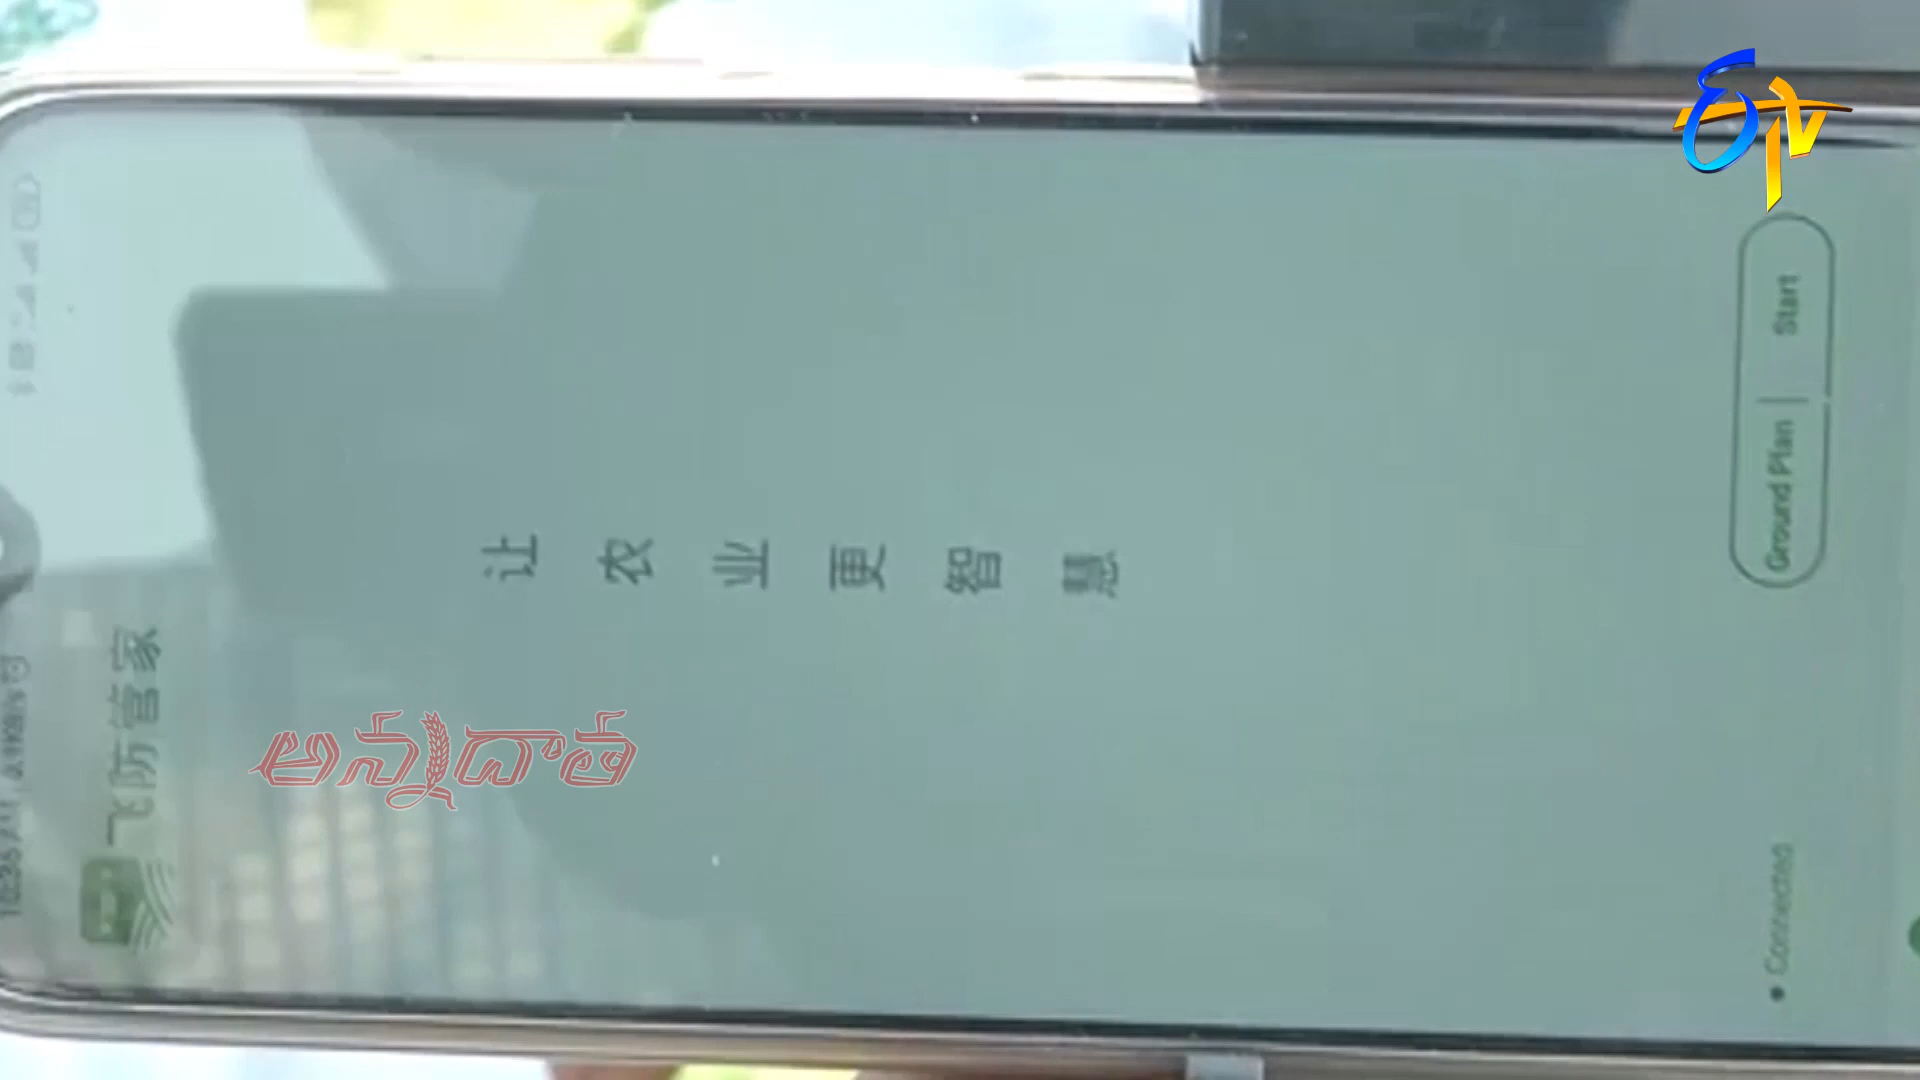 ETV
飞防管家
让
农
业
更
智
慧
అన్నదాత
Ground Plan | Start
Connected